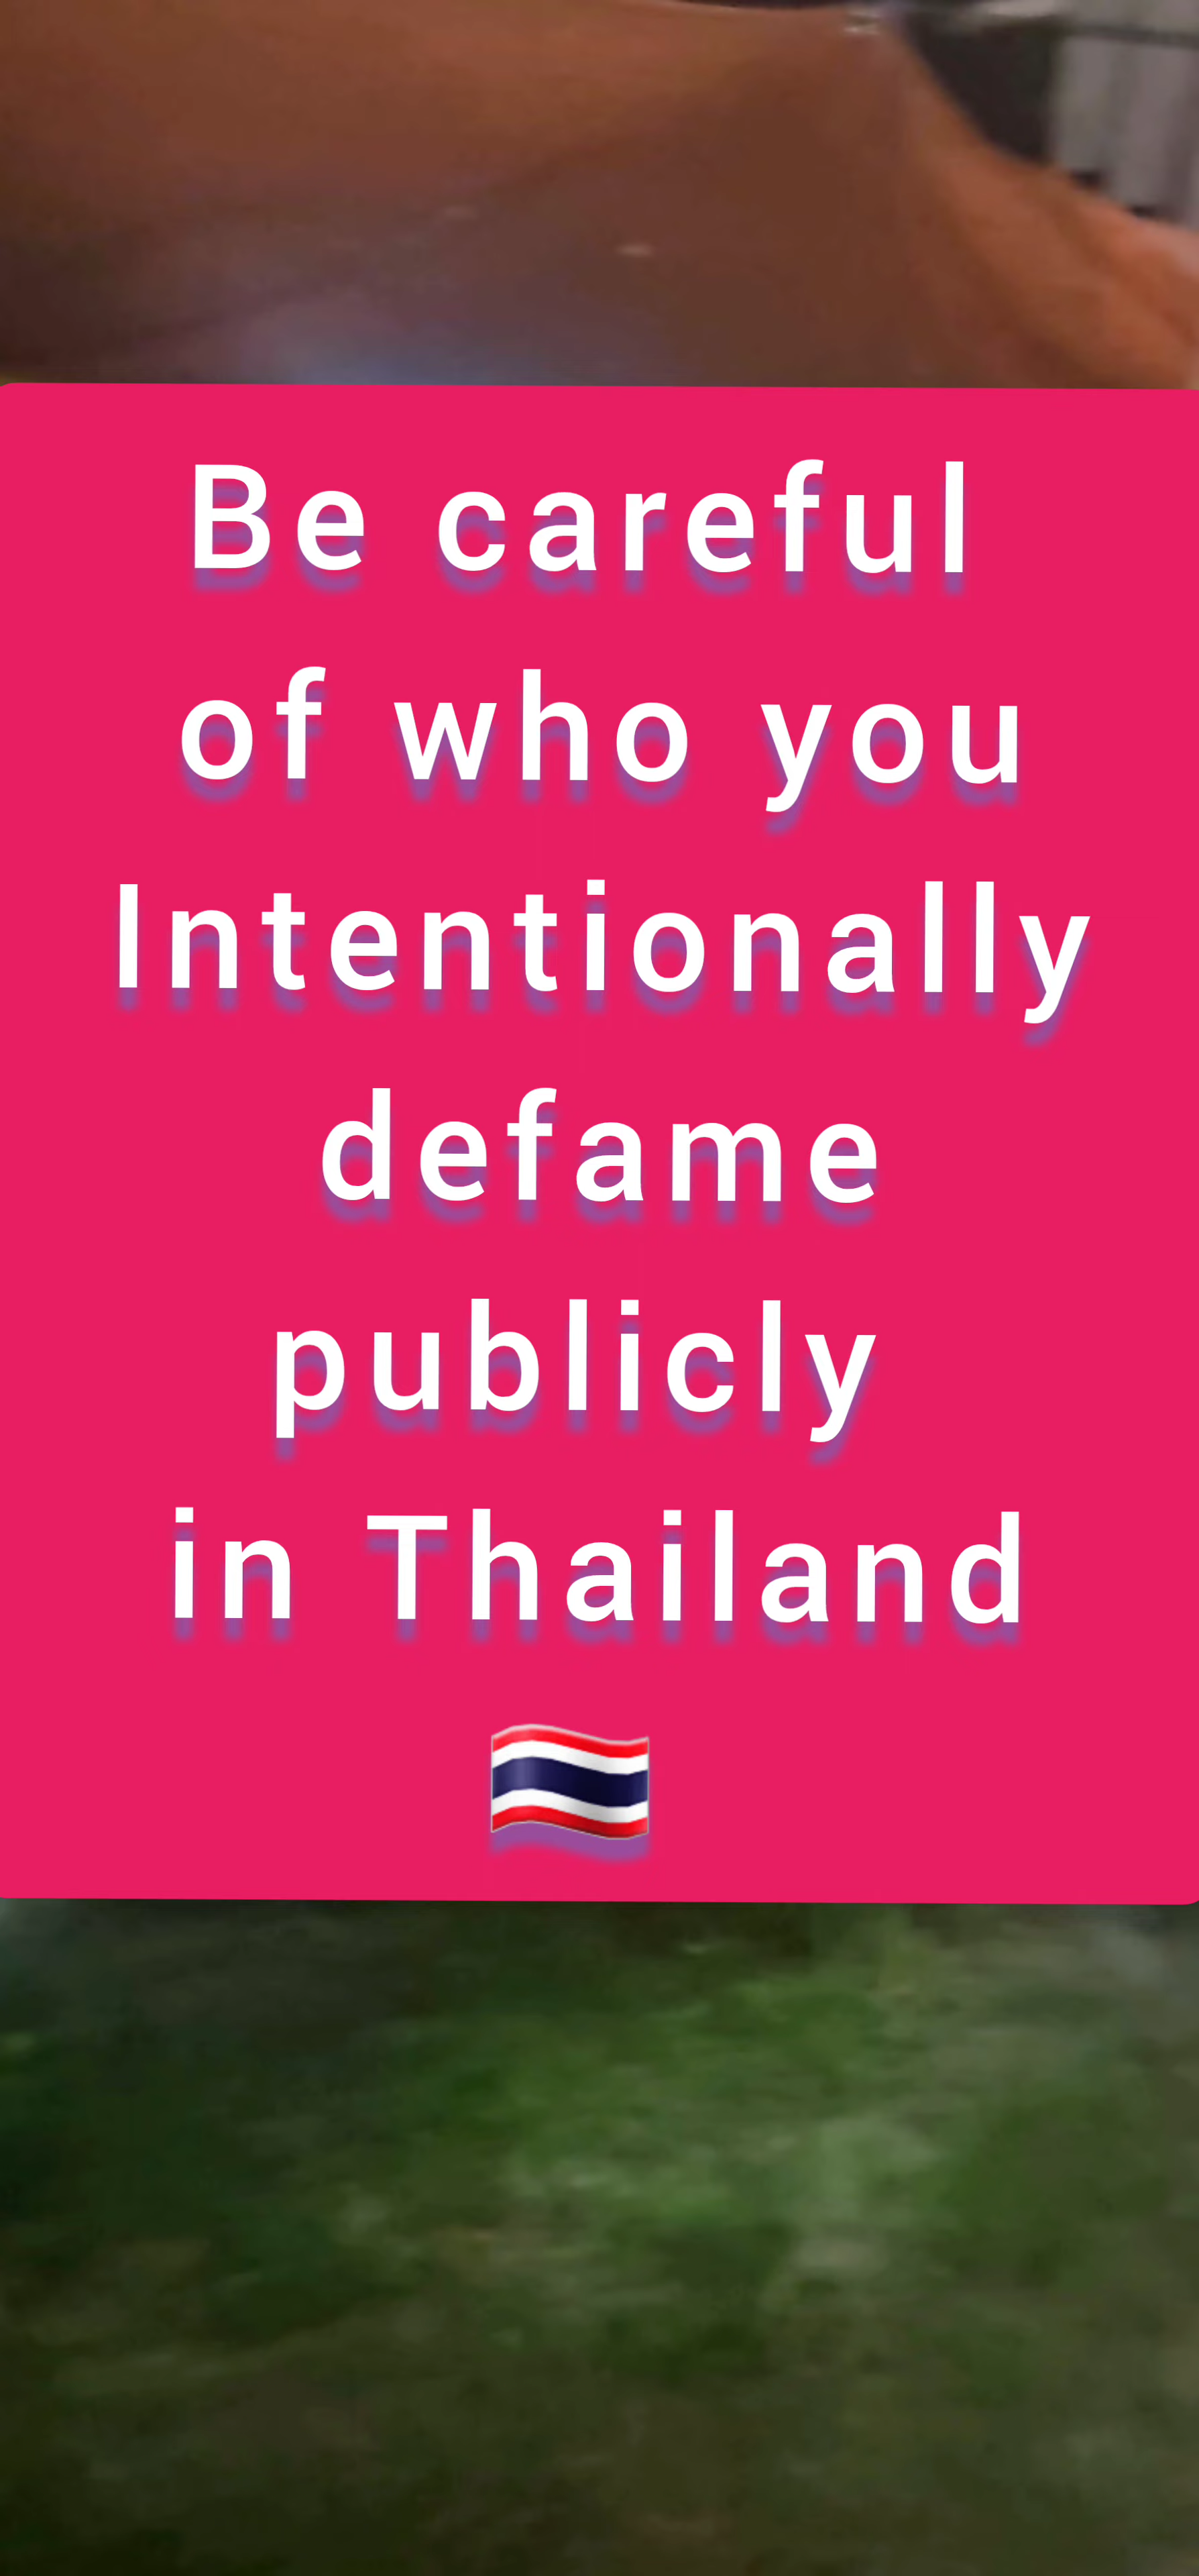 Be careful
of who you
Intentionally
defame
publicly
in Thailand
🇹🇭